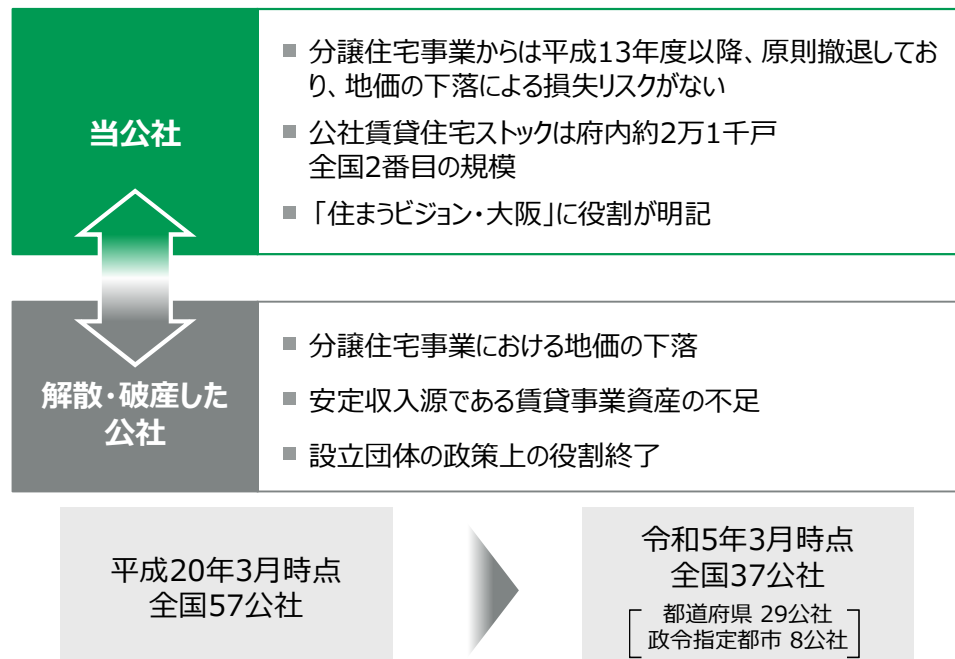 当公社
■ 分譲住宅事業からは平成13年度以降、原則撤退してお
り、地価の下落による損失リスクがない
■ 公社賃貸住宅ストックは府内約2万1千戸
全国2番目の規模
■ 「住まうビジョン・大阪」に役割が明記
解散・破産した
公社
■ 分譲住宅事業における地価の下落
■ 安定収入源である賃貸事業資産の不足
■ 設立団体の政策上の役割終了
平成20年3月時点
全国57公社
令和5年3月時点
全国37公社
都道府県 29公社
政令指定都市 8公社